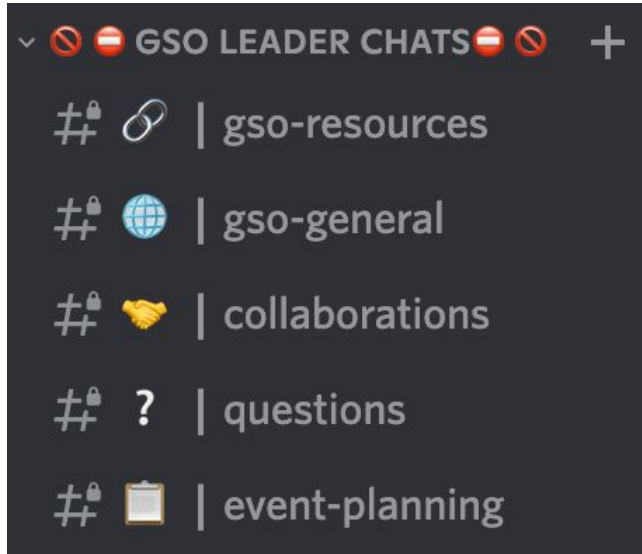 🚫 ⛔ GSO LEADER CHATS⛔ 🚫 +
# 🔗 | gso-resources
# 🌐 | gso-general
# 🤝 | collaborations
# ❓ | questions
# 📋 | event-planning